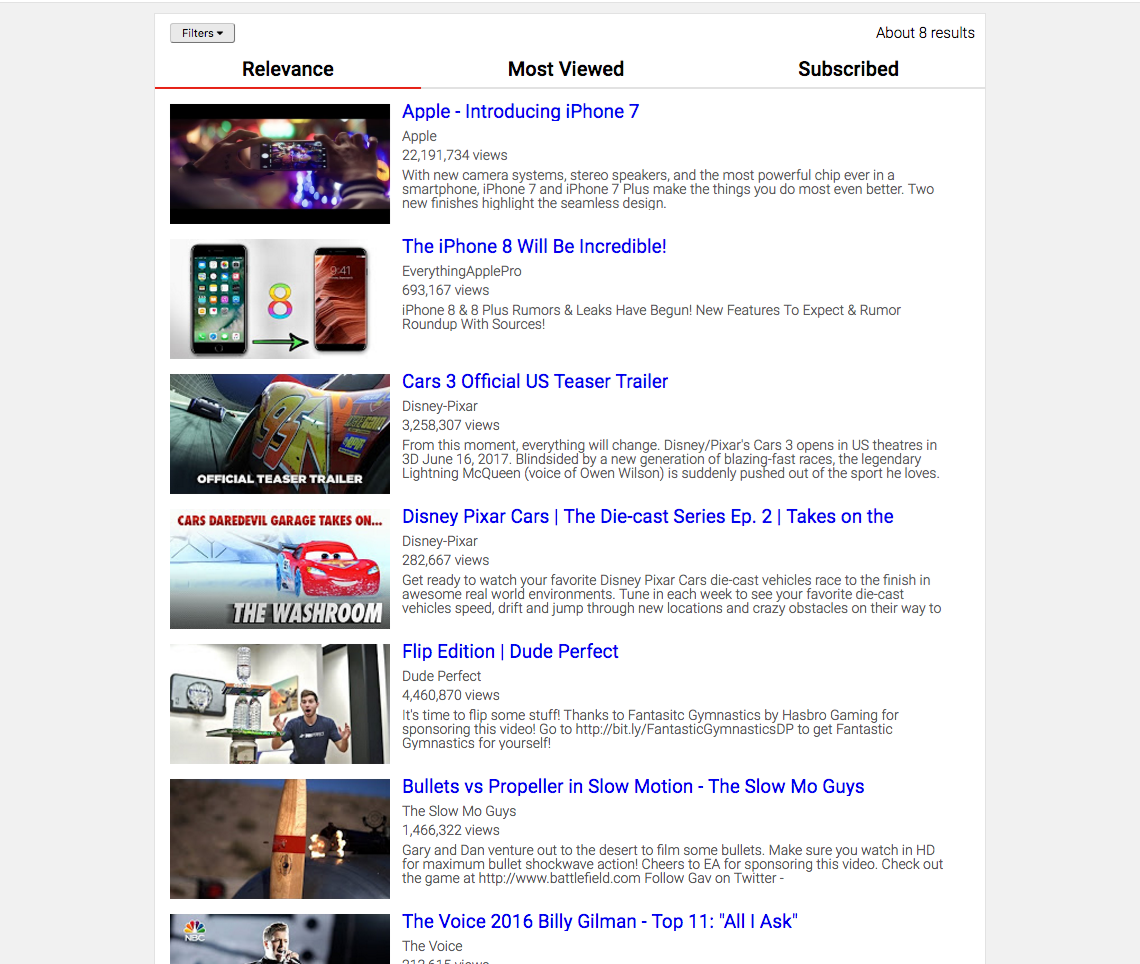 Filters ▾
About 8 results
Relevance
Most Viewed
Subscribed
Apple - Introducing iPhone 7
Apple
22,191,734 views
With new camera systems, stereo speakers, and the most powerful chip ever in a
smartphone, iPhone 7 and iPhone 7 Plus make the things you do most even better. Two
new finishes highlight the seamless design.
9:41
8
The iPhone 8 Will Be Incredible!
EverythingApplePro
693,167 views
iPhone 8 & 8 Plus Rumors & Leaks Have Begun! New Features To Expect & Rumor
Roundup With Sources!
95
OFFICIAL TEASER TRAILER
Cars 3 Official US Teaser Trailer
Disney-Pixar
3,258,307 views
From this moment, everything will change. Disney/Pixar's Cars 3 opens in US theatres in
3D June 16, 2017. Blindsided by a new generation of blazing-fast races, the legendary
Lightning McQueen (voice of Owen Wilson) is suddenly pushed out of the sport he loves.
CARS DAREDEVIL GARAGE TAKES ON...
THE WASHROOM
Disney Pixar Cars | The Die-cast Series Ep. 2 | Takes on the
Disney-Pixar
282,667 views
Get ready to watch your favorite Disney Pixar Cars die-cast vehicles race to the finish in
awesome real world environments. Tune in each week to see your favorite die-cast
vehicles speed, drift and jump through new locations and crazy obstacles on their way to
Flip Edition | Dude Perfect
Dude Perfect
4,460,870 views
It's time to flip some stuff! Thanks to Fantasitc Gymnastics by Hasbro Gaming for
sponsoring this video! Go to http://bit.ly/FantasticGymnasticsDP to get Fantastic
Gymnastics for yourself!
Bullets vs Propeller in Slow Motion - The Slow Mo Guys
The Slow Mo Guys
1,466,322 views
Gary and Dan venture out to the desert to film some bullets. Make sure you watch in HD
for maximum bullet shockwave action! Cheers to EA for sponsoring this video. Check out
the game at http://www.battlefield.com Follow Gav on Twitter -
NBC
The Voice 2016 Billy Gilman - Top 11: "All I Ask"
The Voice